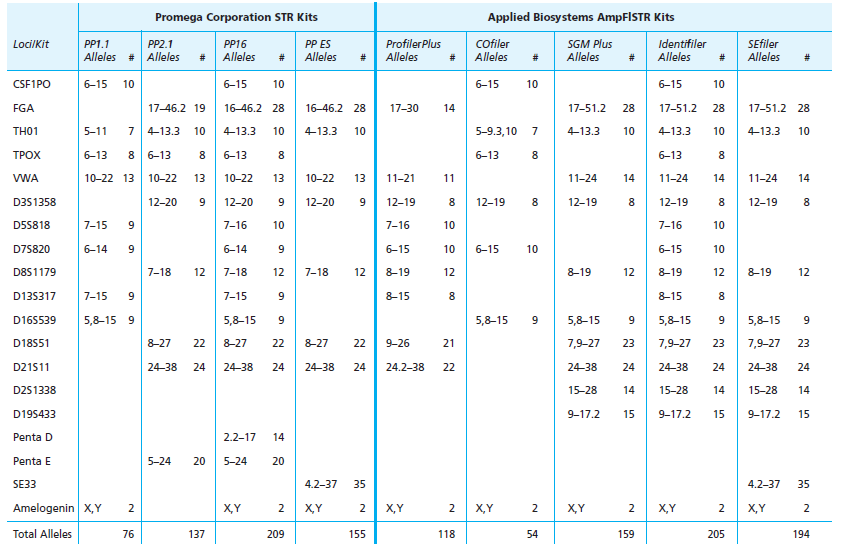 Promega Corporation STR Kits Applied Biosystems AmpFlSTR Kits
Loci/Kit PP1.1 PP2.1 PP16 PP ES ProfilerPlus COfiler SGM Plus Identifiler SEfiler
Alleles # Alleles # Alleles # Alleles # Alleles # Alleles # Alleles # Alleles # Alleles #
CSF1PO 6–15 10 6–15 10 6–15 10 6–15 10
FGA 17–46.2 19 16–46.2 28 16–46.2 28 17–30 14 17–51.2 28 17–51.2 28 17–51.2 28
TH01 5–11 7 4–13.3 10 4–13.3 10 4–13.3 10 5–9.3,10 7 4–13.3 10 4–13.3 10 4–13.3 10
TPOX 6–13 8 6–13 8 6–13 8 6–13 8 6–13 8
VWA 10–22 13 10–22 13 10–22 13 10–22 13 11–21 11 11–24 14 11–24 14 11–24 14
D3S1358 12–20 9 12–20 9 12–20 9 12–19 8 12–19 8 12–19 8 12–19 8 12–19 8
D5S818 7–15 9 7–16 10 7–16 10 7–16 10
D7S820 6–14 9 6–14 9 6–15 10 6–15 10 6–15 10
D8S1179 7–18 12 7–18 12 7–18 12 8–19 12 8–19 12 8–19 12 8–19 12
D13S317 7–15 9 7–15 9 8–15 8 8–15 8
D16S539 5,8–15 9 5,8–15 9 5,8–15 9 5,8–15 9 5,8–15 9 5,8–15 9
D18S51 8–27 22 8–27 22 8–27 22 9–26 21 7,9–27 23 7,9–27 23 7,9–27 23
D21S11 24–38 24 24–38 24 24–38 24 24.2–38 22 24–38 24 24–38 24 24–38 24
D2S1338 15–28 14 15–28 14 15–28 14
D19S433 9–17.2 15 9–17.2 15 9–17.2 15
Penta D 2.2–17 14
Penta E 5–24 20 5–24 20
SE33 4.2–37 35 4.2–37 35
Amelogenin X,Y 2 X,Y 2 X,Y 2 X,Y 2 X,Y 2 X,Y 2 X,Y 2 X,Y 2
Total Alleles 76 137 209 155 118 54 159 205 194